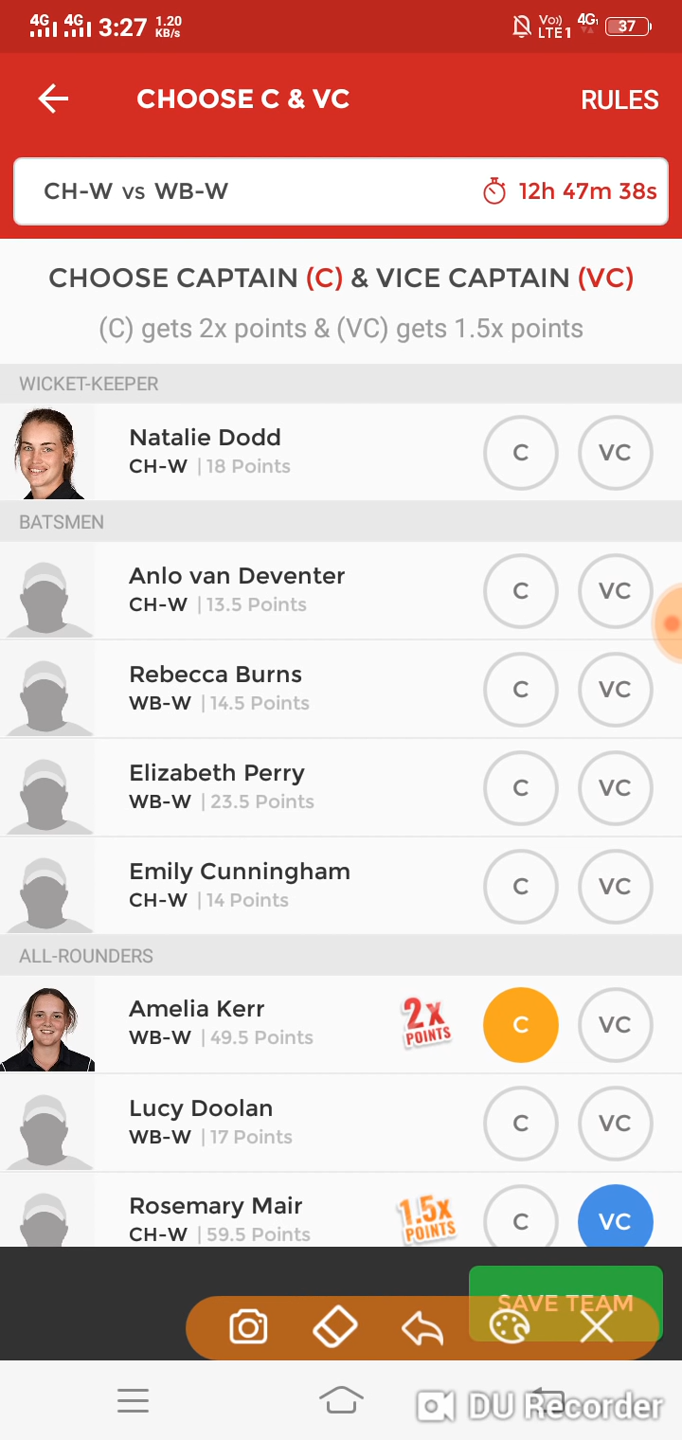 4G 4G 3:27 1.20 KB/s Vo)) LTE1 4G 37
CHOOSE C & VC RULES
CH-W vs WB-W 12h 47m 38s
CHOOSE CAPTAIN (C) & VICE CAPTAIN (VC)
(C) gets 2x points & (VC) gets 1.5x points
WICKET-KEEPER
Natalie Dodd
CH-W | 18 Points C VC
BATSMEN
Anlo van Deventer
CH-W | 13.5 Points C VC
Rebecca Burns
WB-W | 14.5 Points C VC
Elizabeth Perry
WB-W | 23.5 Points C VC
Emily Cunningham
CH-W | 14 Points C VC
ALL-ROUNDERS
Amelia Kerr
WB-W | 49.5 Points 2x POINTS C VC
Lucy Doolan
WB-W | 17 Points C VC
Rosemary Mair
CH-W | 59.5 Points 1.5x POINTS C VC
SAVE TEAM
DU Recorder